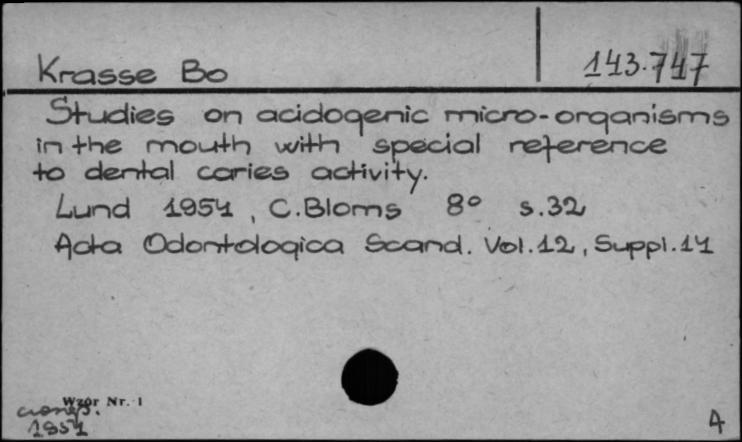 Krasse Bo
143.747
Studies on acidogenic micro-organisms
in the mouth with special reference
to dental caries activity.
Lund 1954, C.Bloms 8° s.32
Acta Odontologica Scand. Vol.12, Suppl.14
Wzór Nr. 1
1954
A